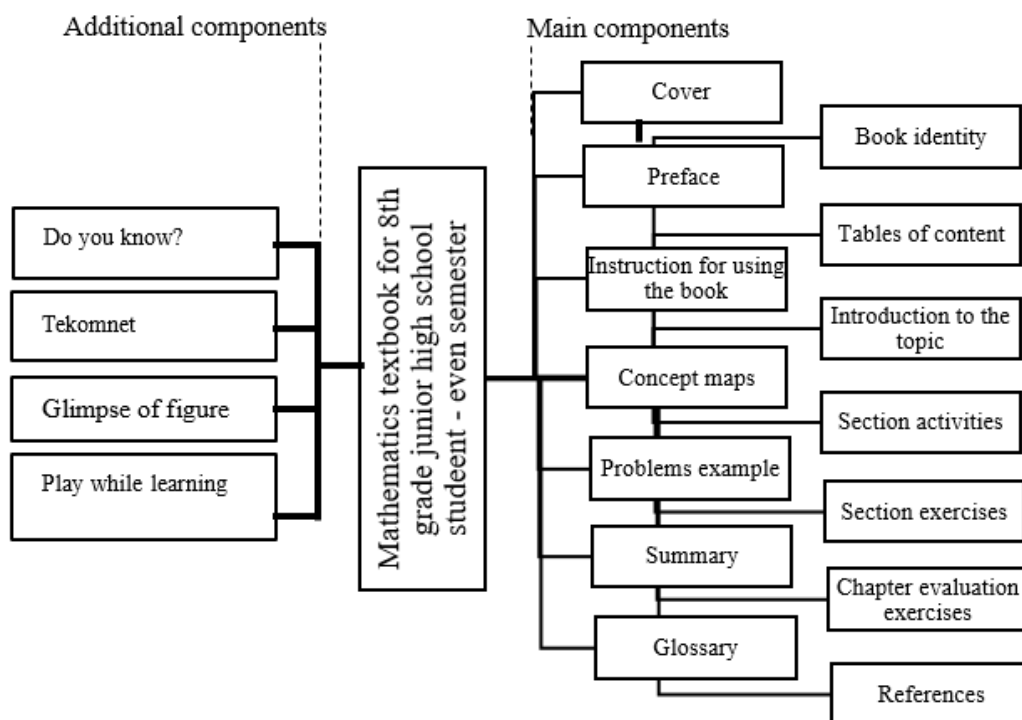 Additional components
Main components
Do you know?
Tekomnet
Glimpse of figure
Play while learning
Mathematics textbook for 8th
grade junior high school
studeent - even semester
Cover
Preface
Instruction for using
the book
Concept maps
Problems example
Summary
Glossary
Book identity
Tables of content
Introduction to the
topic
Section activities
Section exercises
Chapter evaluation
exercises
References